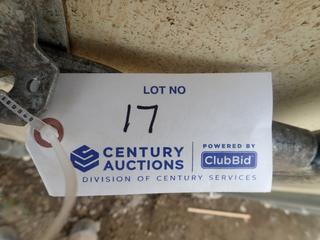 LOT NO
17
CENTURY AUCTIONS
POWERED BY
ClubBid
DIVISION OF CENTURY SERVICES